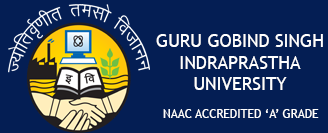 ज्योतिर्वृणीत तमसो विजानन
GURU GOBIND SINGH
INDRAPRASTHA
UNIVERSITY
NAAC ACCREDITED ‘A’ GRADE
इ वि